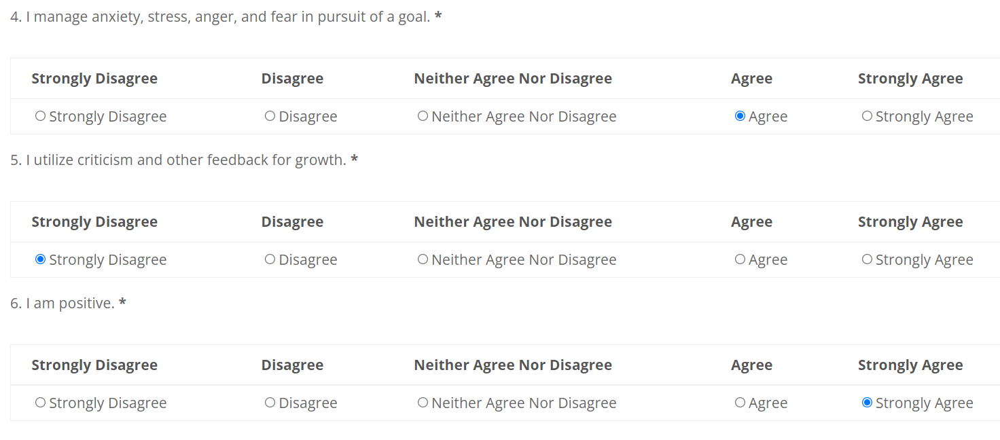 4. I manage anxiety, stress, anger, and fear in pursuit of a goal. *
Strongly Disagree Disagree Neither Agree Nor Disagree Agree Strongly Agree
Strongly Disagree Disagree Neither Agree Nor Disagree Agree Strongly Agree
5. I utilize criticism and other feedback for growth. *
Strongly Disagree Disagree Neither Agree Nor Disagree Agree Strongly Agree
Strongly Disagree Disagree Neither Agree Nor Disagree Agree Strongly Agree
6. I am positive. *
Strongly Disagree Disagree Neither Agree Nor Disagree Agree Strongly Agree
Strongly Disagree Disagree Neither Agree Nor Disagree Agree Strongly Agree